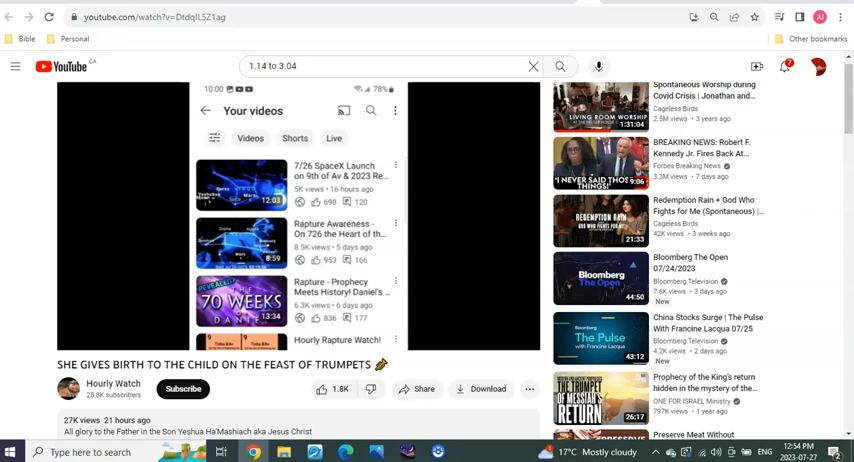 youtube.com/watch?v=DtdqIL5Z1ag
AI
Bible
Personal
Other bookmarks
YouTube CA
1.14 to 3.04
7
10:00
78%
Your videos
Videos
Shorts
Live
7/26 SpaceX Launch
on 9th of Av & 2023 Re...
5K views • 16 hours ago
698
120
12:03
Rapture Awareness -
On 726 the Heart of th...
8.5K views • 5 days ago
953
166
8:59
Rapture - Prophecy
Meets History! Daniel's ...
6.3K views • 6 days ago
836
177
REVEALED
THE
70 WEEKS
OF DANIEL
13:34
Hourly Rapture Watch!
SHE GIVES BIRTH TO THE CHILD ON THE FEAST OF TRUMPETS
Hourly Watch
28.8K subscribers
Subscribe
1.8K
Share
Download
27K views 21 hours ago
All glory to the Father in the Son Yeshua Ha'Mashiach aka Jesus Christ
Spontaneous Worship during
Covid Crisis | Jonathan and...
Cageless Birds
2.5M views • 3 years ago
LIVING ROOM WORSHIP
1:31:04
BREAKING NEWS: Robert F.
Kennedy Jr. Fires Back At...
Forbes Breaking News
3.3M views • 7 days ago
'I NEVER SAID THOSE
THINGS!'
9:06
Redemption Rain + God Who
Fights for Me (Spontaneous) |...
Cageless Birds
42K views • 3 weeks ago
REDEMPTION RAIN
21:33
Bloomberg The Open
07/24/2023
Bloomberg Television
7.6K views • 3 days ago
New
Bloomberg
The Open
44:50
China Stocks Surge | The Pulse
With Francine Lacqua 07/25
Bloomberg Television
4.2K views • 2 days ago
New
Bloomberg
The Pulse
with Francine Lacqua
43:12
Prophecy of the King's return
hidden in the mystery of the...
ONE FOR ISRAEL Ministry
797K views • 1 year ago
THE TRUMPET
OF MESSIAH'S
RETURN
26:17
Preserve Meat Without
Type here to search
17°C Mostly cloudy
ENG
12:54 PM
2023-07-27
2